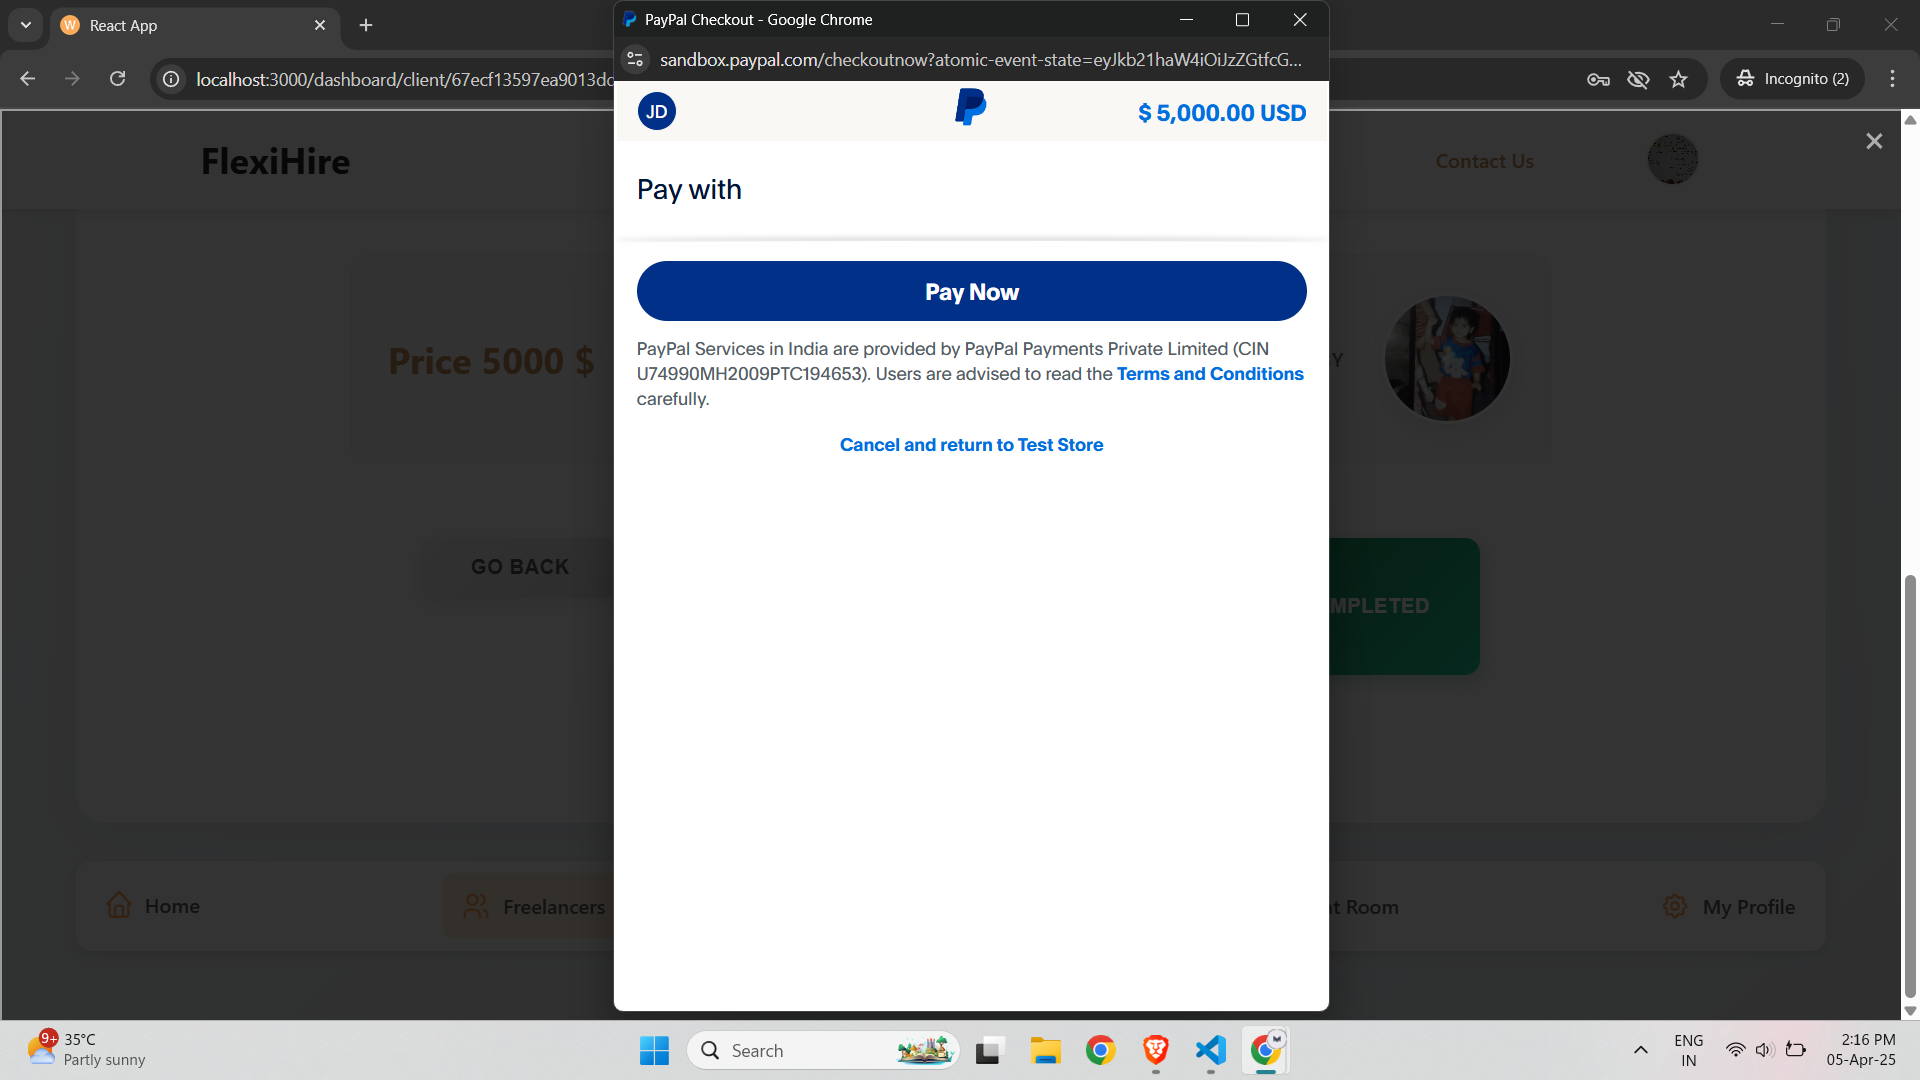 React App
PayPal Checkout - Google Chrome
localhost:3000/dashboard/client/67ecf13597ea9013dc
sandbox.paypal.com/checkoutnow?atomic-event-state=eyJkb21haW4iOiJzZGtfcG...
Incognito (2)
JD
$ 5,000.00 USD
FlexiHire
Contact Us
Pay with
Pay Now
Price 5000 $
Y
PayPal Services in India are provided by PayPal Payments Private Limited (CIN
U74990MH2009PTC194653). Users are advised to read the Terms and Conditions
carefully.
Cancel and return to Test Store
GO BACK
MPLETED
Home
Freelancers
t Room
My Profile
9+
35°C
Partly sunny
Search
ENG
IN
2:16 PM
05-Apr-25